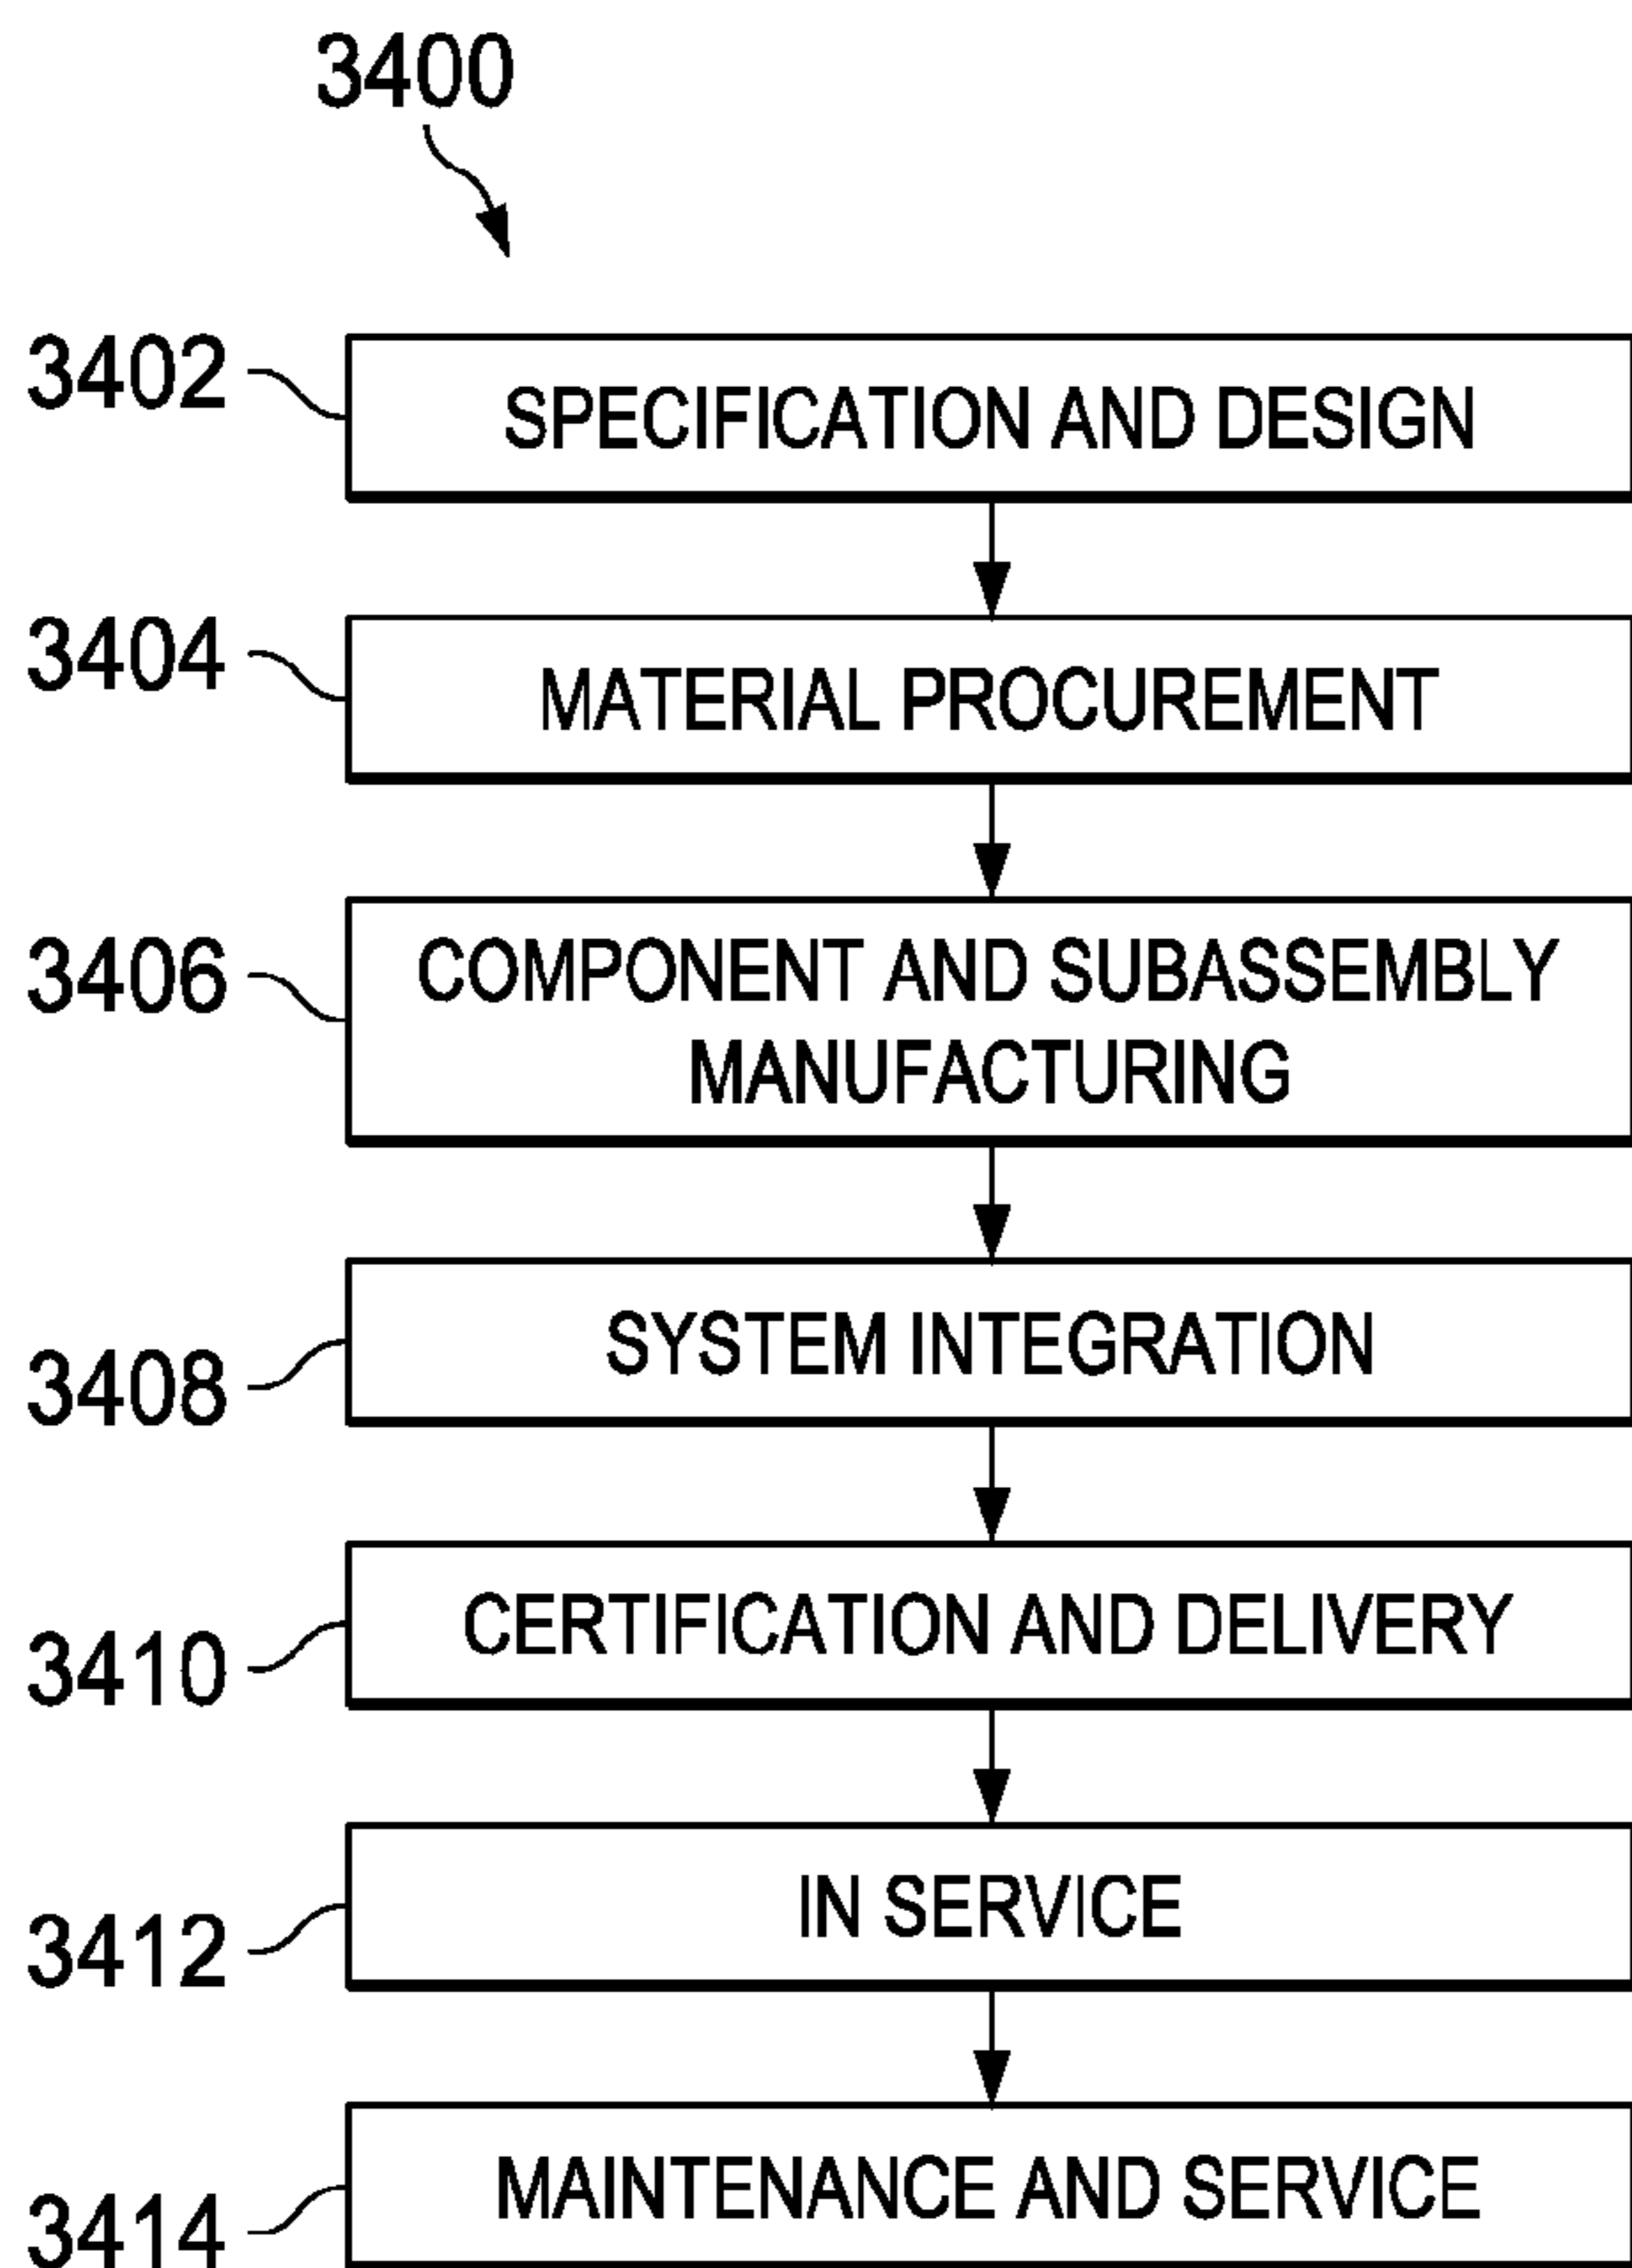 3400
3402
SPECIFICATION AND DESIGN
3404
MATERIAL PROCUREMENT
3406
COMPONENT AND SUBASSEMBLY
MANUFACTURING
3408
SYSTEM INTEGRATION
3410
CERTIFICATION AND DELIVERY
3412
IN SERVICE
3414
MAINTENANCE AND SERVICE